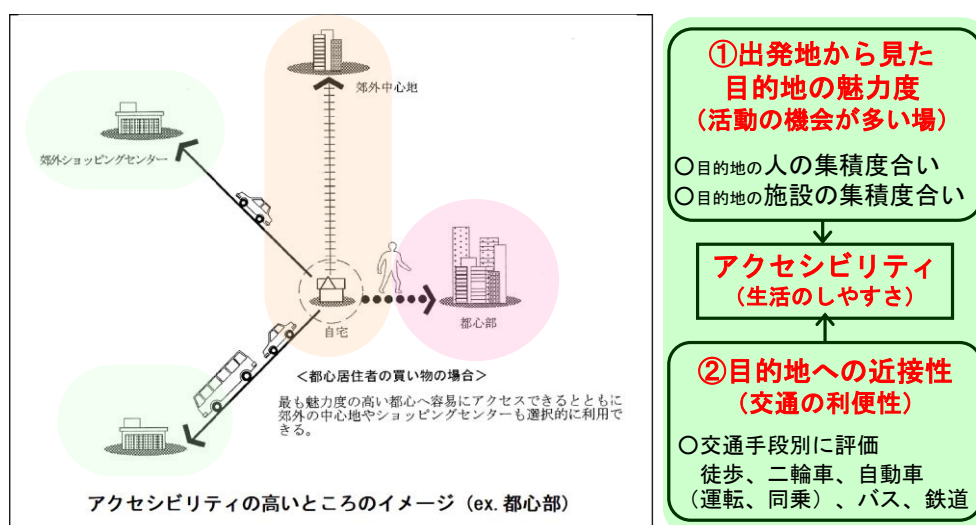 郊外中心地
郊外ショッピングセンター
自宅
都心部
＜都心居住者の買い物の場合＞
最も魅力度の高い都心へ容易にアクセスできるとともに
郊外の中心地やショッピングセンターも選択的に利用で
きる。
アクセシビリティの高いところのイメージ（ex.都心部）
①出発地から見た
目的地の魅力度
（活動の機会が多い場）
〇目的地の人の集積度合い
〇目的地の施設の集積度合い
アクセシビリティ
（生活のしやすさ）
②目的地への近接性
（交通の利便性）
〇交通手段別に評価
徒歩、二輪車、自動車
（運転、同乗）、バス、鉄道